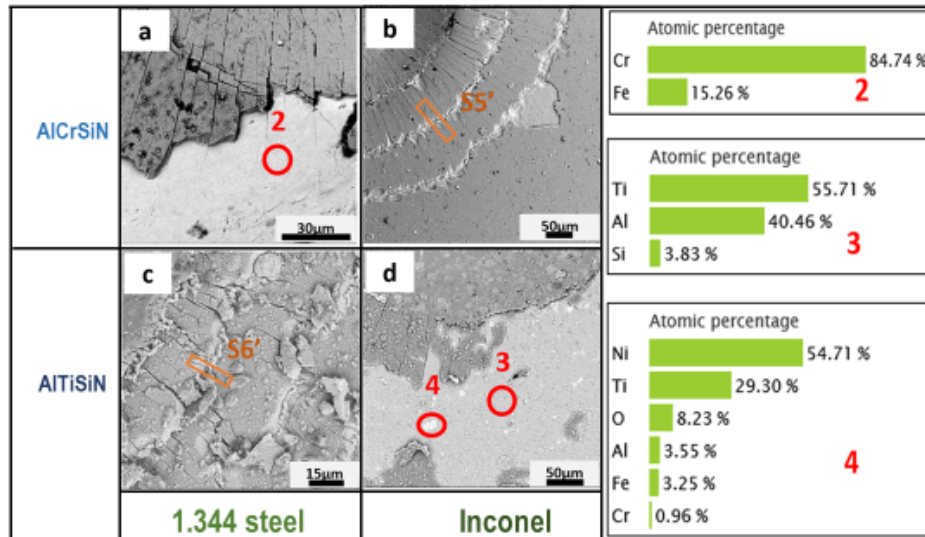 AlCrSiN
a
2
30µm
b
S5'
50µm
AlTiSiN
c
S6'
15µm
d
3
4
50µm
1.344 steel
Inconel
Atomic percentage
Cr 84.74 %
Fe 15.26 %
2
Atomic percentage
Ti 55.71 %
Al 40.46 %
Si 3.83 %
3
Atomic percentage
Ni 54.71 %
Ti 29.30 %
O 8.23 %
Al 3.55 %
Fe 3.25 %
Cr 0.96 %
4